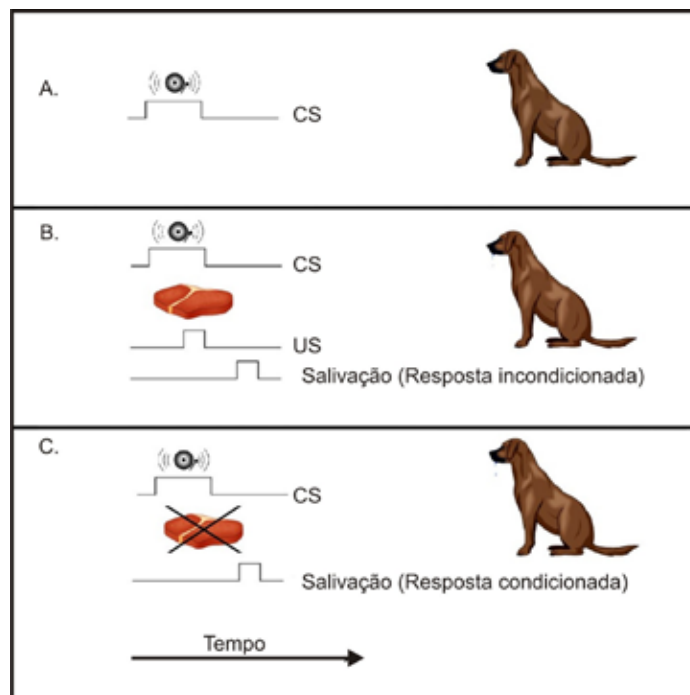 A.
CS
B.
CS
US
Salivação (Resposta incondicionada)
C.
CS
Salivação (Resposta condicionada)
Tempo